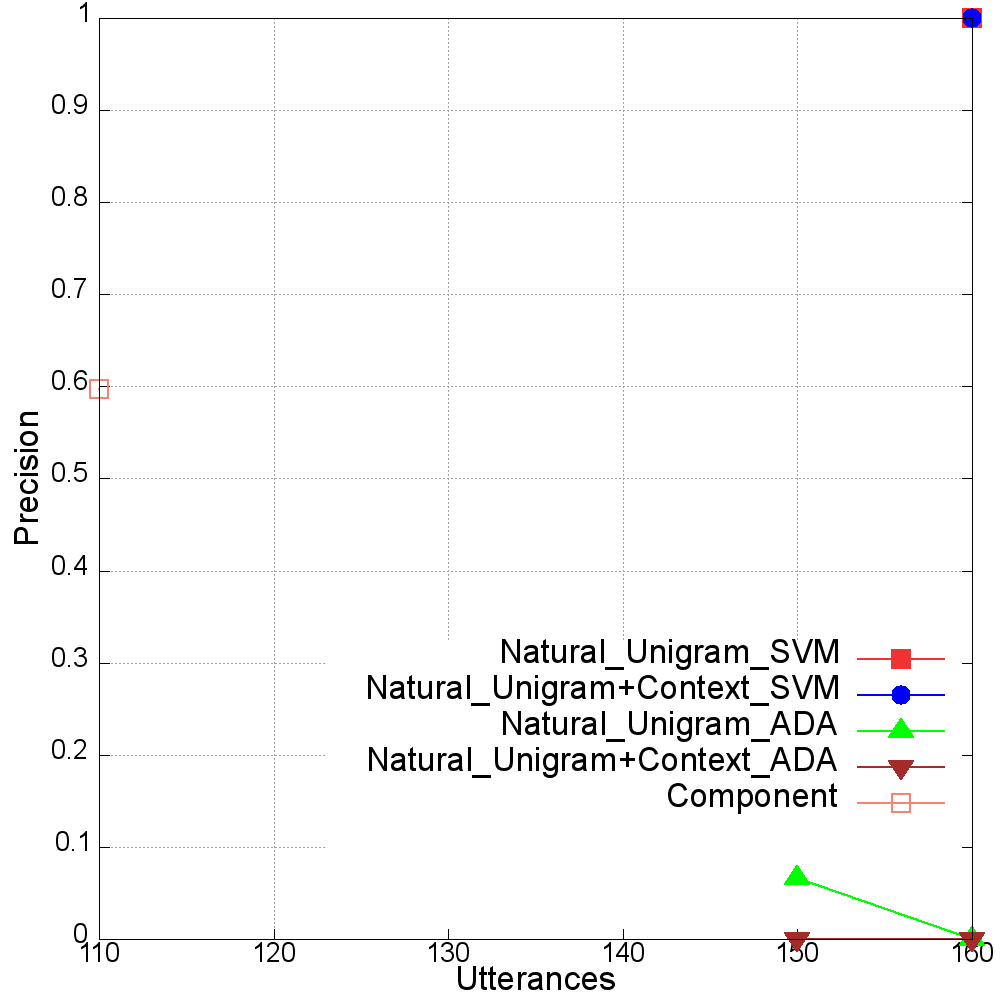 1
0.9
0.8
0.7
0.6
0.5
0.4
0.3
0.2
0.1
0
Precision
Natural_Unigram_SVM
Natural_Unigram+Context_SVM
Natural_Unigram_ADA
Natural_Unigram+Context_ADA
Component
110 120 130 140 150 160
Utterances